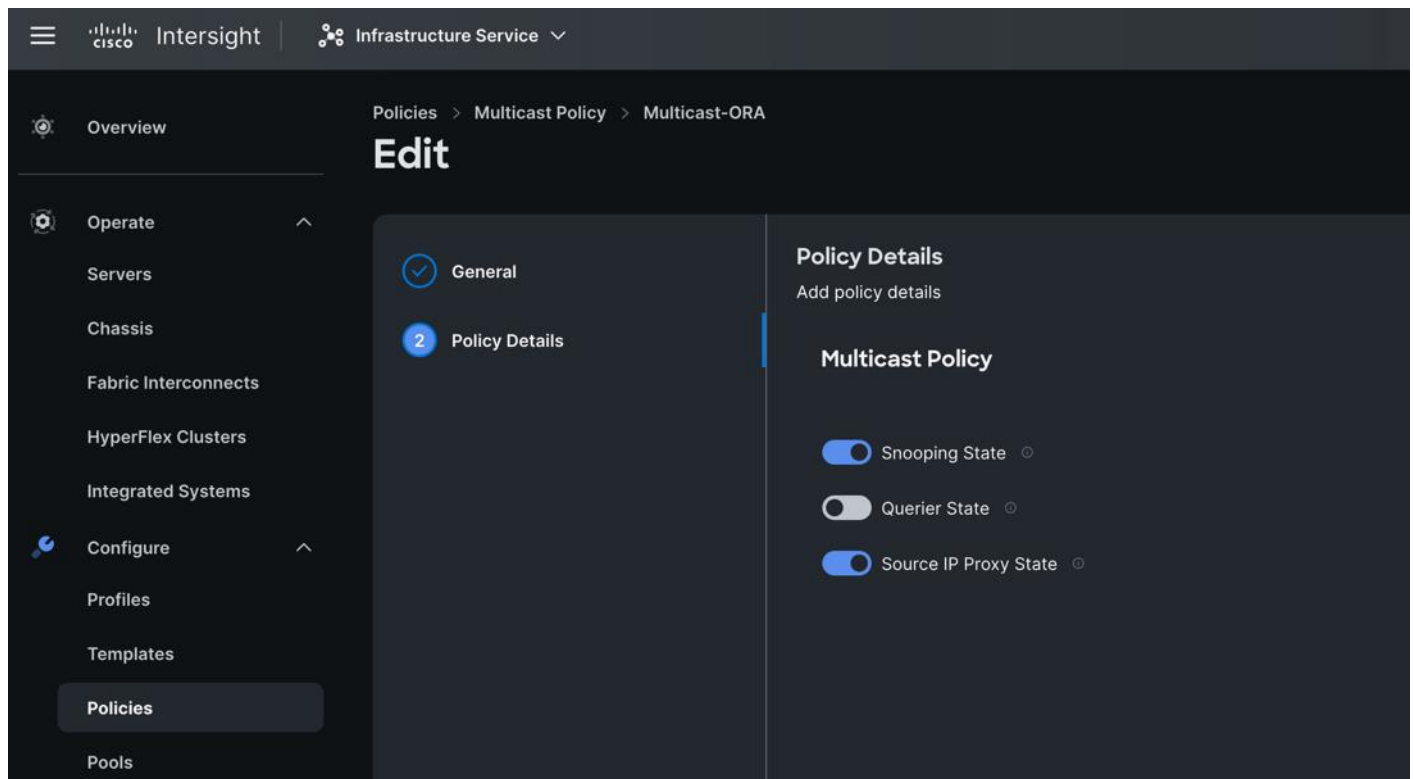 cisco Intersight Infrastructure Service
Overview
Operate
Servers
Chassis
Fabric Interconnects
HyperFlex Clusters
Integrated Systems
Configure
Profiles
Templates
Policies
Pools
Policies > Multicast Policy > Multicast-ORA
Edit
General
2 Policy Details
Policy Details
Add policy details
Multicast Policy
Snooping State
Querier State
Source IP Proxy State